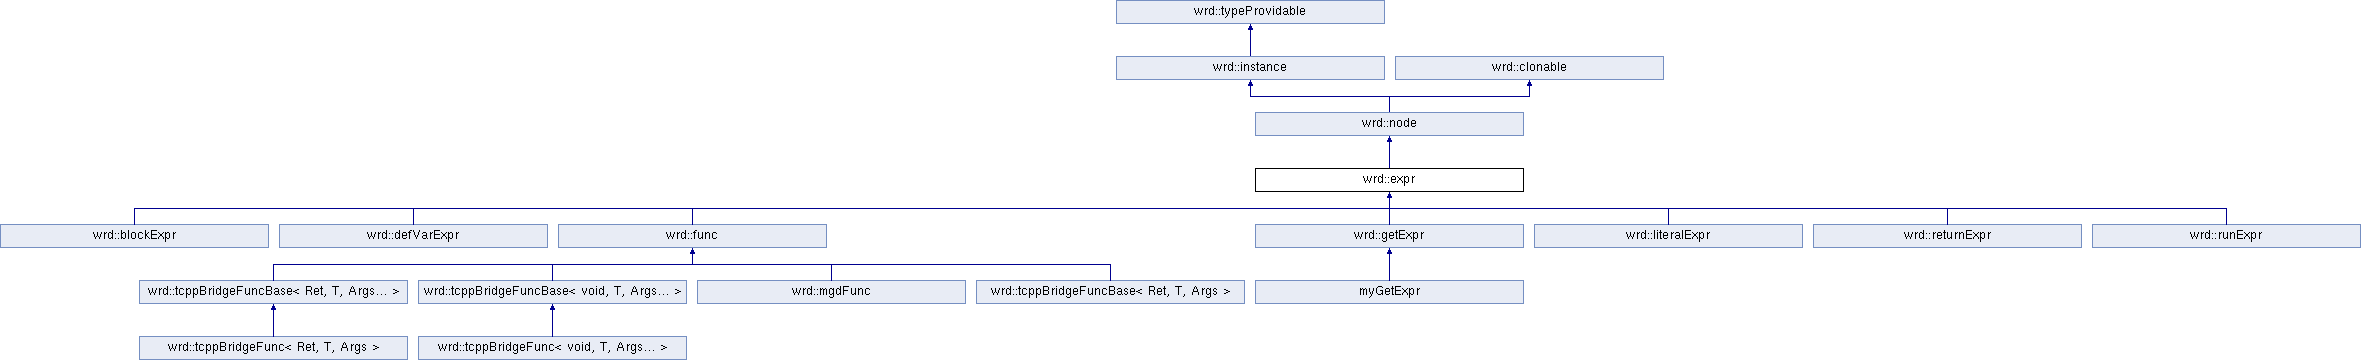 wrd::typeProvidable
wrd::instance
wrd::clonable
wrd::node
wrd::expr
wrd::blockExpr
wrd::defVarExpr
wrd::func
wrd::getExpr
wrd::literalExpr
wrd::returnExpr
wrd::runExpr
wrd::tcppBridgeFuncBase< Ret, T, Args... >
wrd::tcppBridgeFuncBase< void, T, Args... >
wrd::mgdFunc
wrd::tcppBridgeFuncBase< Ret, T, Args >
myGetExpr
wrd::tcppBridgeFunc< Ret, T, Args >
wrd::tcppBridgeFunc< void, T, Args... >